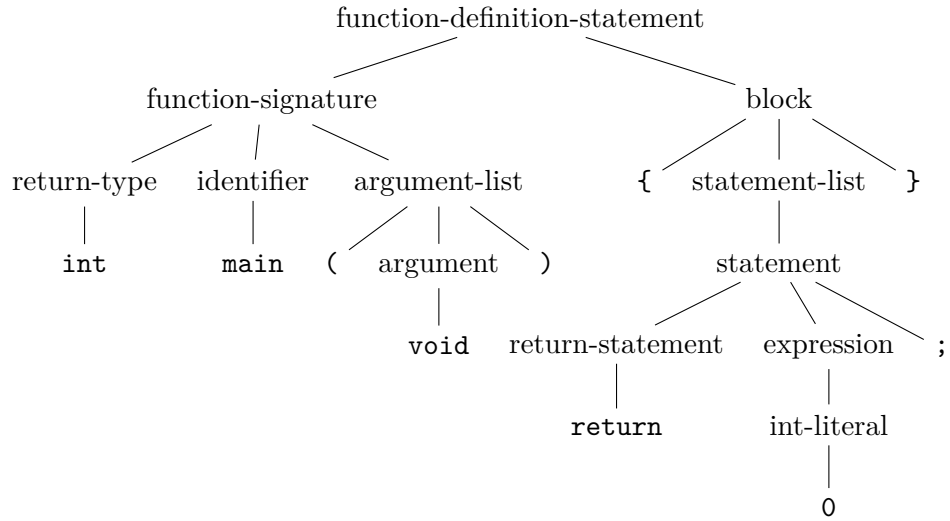 function-definition-statement
function-signature block
return-type identifier argument-list { statement-list }
int main ( argument ) statement
void return-statement expression ;
return int-literal
0